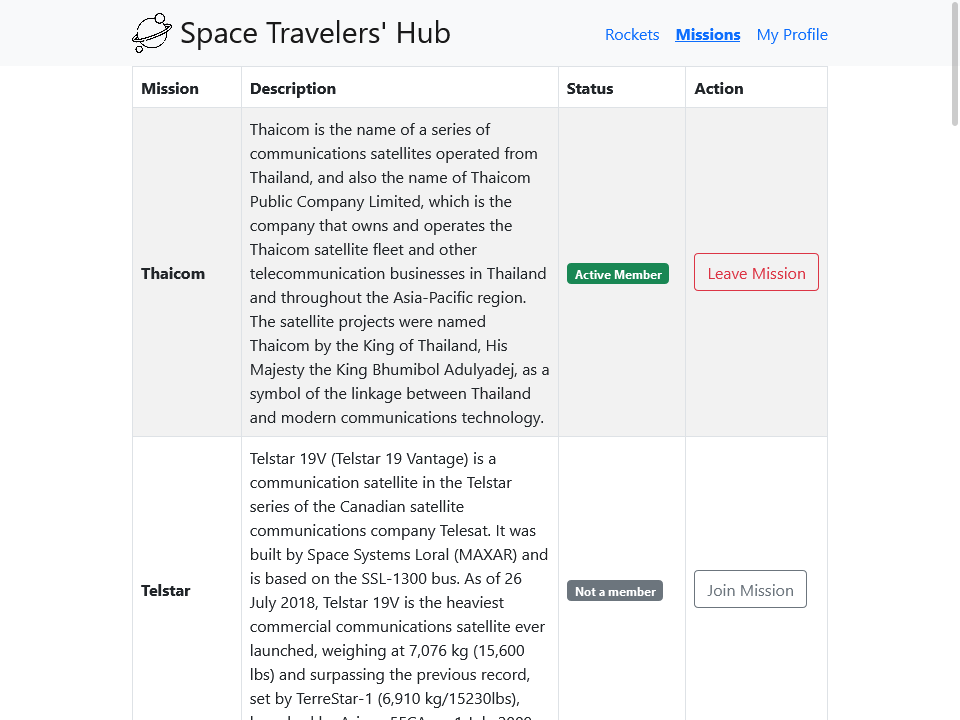 Space Travelers' Hub
Rockets Missions My Profile
Mission Description Status Action
Thaicom is the name of a series of
communications satellites operated from
Thailand, and also the name of Thaicom
Public Company Limited, which is the
company that owns and operates the
Thaicom satellite fleet and other
Thaicom telecommunication businesses in Thailand Active Member Leave Mission
and throughout the Asia-Pacific region.
The satellite projects were named
Thaicom by the King of Thailand, His
Majesty the King Bhumibol Adulyadej, as a
symbol of the linkage between Thailand
and modern communications technology.
Telstar 19V (Telstar 19 Vantage) is a
communication satellite in the Telstar
series of the Canadian satellite
communications company Telesat. It was
built by Space Systems Loral (MAXAR) and
Telstar is based on the SSL-1300 bus. As of 26 Not a member Join Mission
July 2018, Telstar 19V is the heaviest
commercial communications satellite ever
launched, weighing at 7,076 kg (15,600
lbs) and surpassing the previous record,
set by TerreStar-1 (6,910 kg/15230lbs),